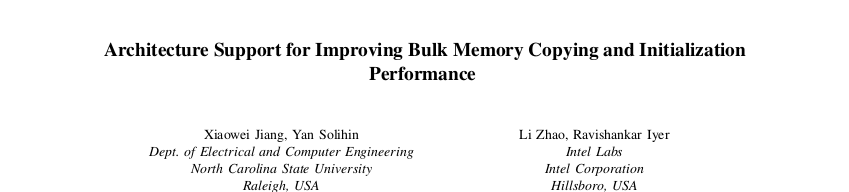 Architecture Support for Improving Bulk Memory Copying and Initialization
Performance
Xiaowei Jiang, Yan Solihin
Dept. of Electrical and Computer Engineering
North Carolina State University
Raleigh, USA
Li Zhao, Ravishankar Iyer
Intel Labs
Intel Corporation
Hillsboro, USA